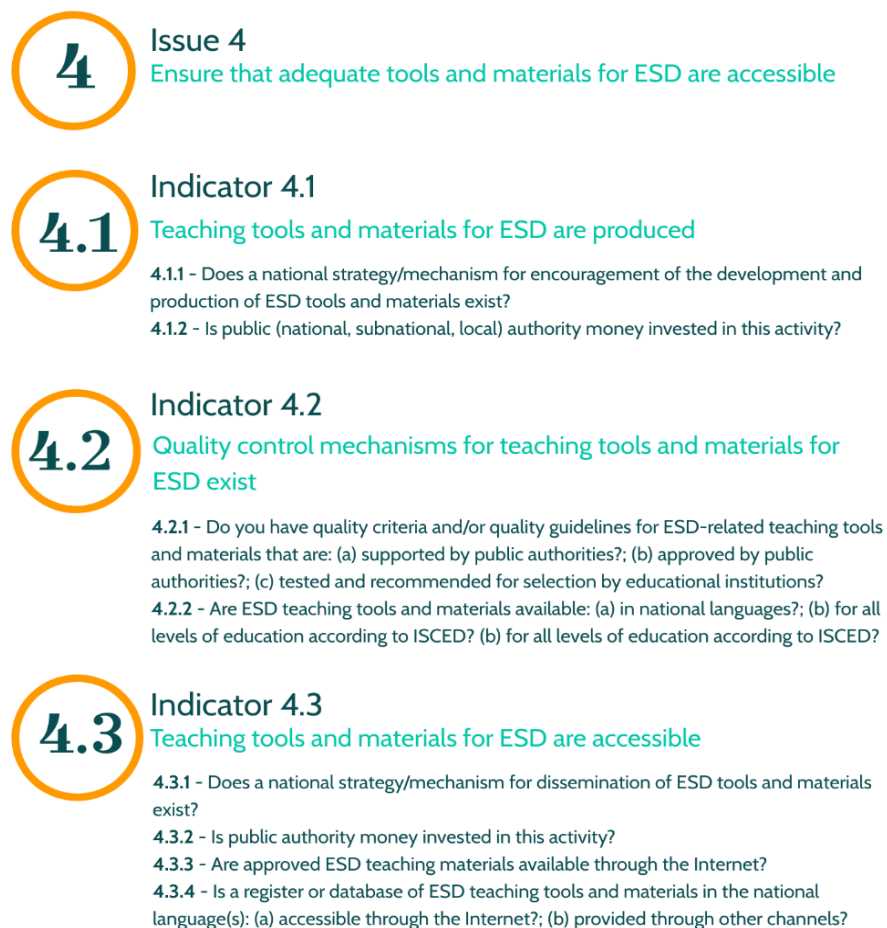 4
Issue 4
Ensure that adequate tools and materials for ESD are accessible
4.1
Indicator 4.1
Teaching tools and materials for ESD are produced
4.1.1 - Does a national strategy/mechanism for encouragement of the development and
production of ESD tools and materials exist?
4.1.2 - Is public (national, subnational, local) authority money invested in this activity?
4.2
Indicator 4.2
Quality control mechanisms for teaching tools and materials for
ESD exist
4.2.1 - Do you have quality criteria and/or quality guidelines for ESD-related teaching tools
and materials that are: (a) supported by public authorities?; (b) approved by public
authorities?; (c) tested and recommended for selection by educational institutions?
4.2.2 - Are ESD teaching tools and materials available: (a) in national languages?; (b) for all
levels of education according to ISCED? (b) for all levels of education according to ISCED?
4.3
Indicator 4.3
Teaching tools and materials for ESD are accessible
4.3.1 - Does a national strategy/mechanism for dissemination of ESD tools and materials
exist?
4.3.2 - Is public authority money invested in this activity?
4.3.3 - Are approved ESD teaching materials available through the Internet?
4.3.4 - Is a register or database of ESD teaching tools and materials in the national
language(s): (a) accessible through the Internet?; (b) provided through other channels?